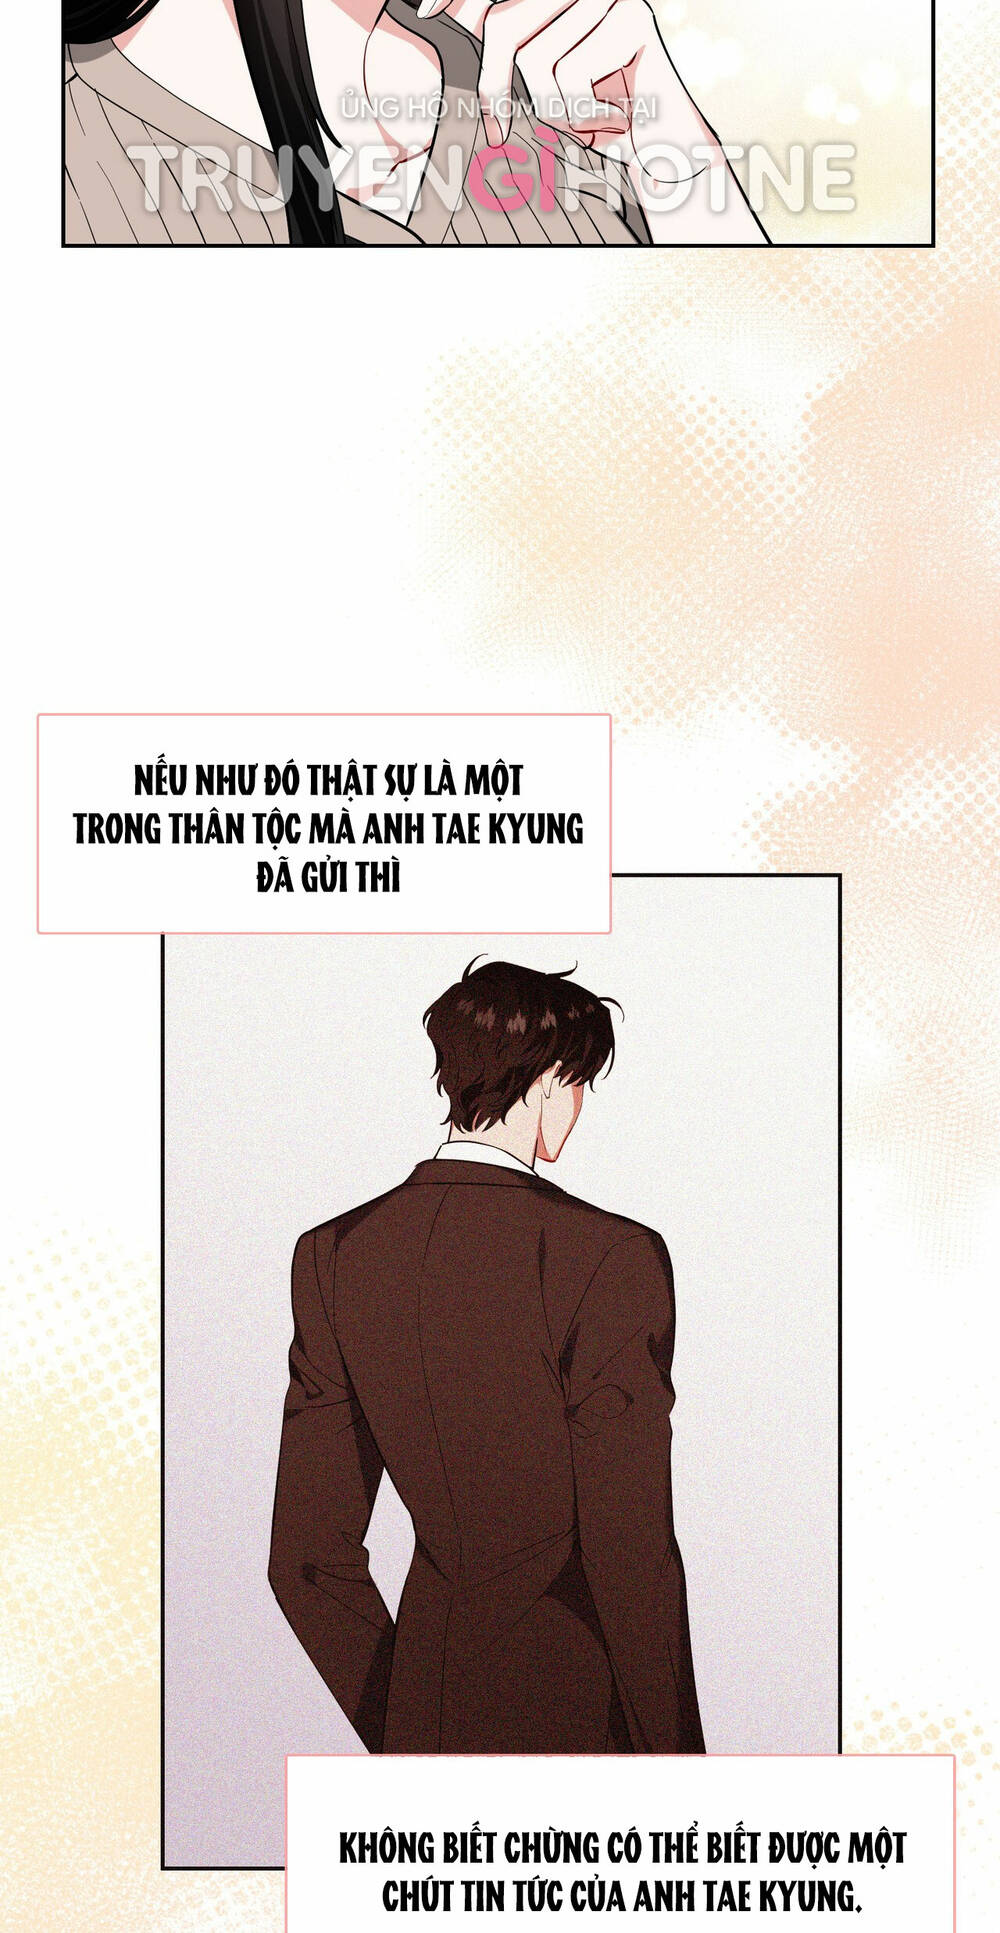 ỦNG HỘ NHÓM DỊCH TẠI
TRUYENGÌHOTNE
NẾU NHƯ ĐÓ THẬT SỰ LÀ MỘT
TRONG THÂN TỘC MÀ ANH TAE KYUNG
ĐÃ GỬI THÌ
KHÔNG BIẾT CHỪNG CÓ THỂ BIẾT ĐƯỢC MỘT
CHÚT TIN TỨC CỦA ANH TAE KYUNG.